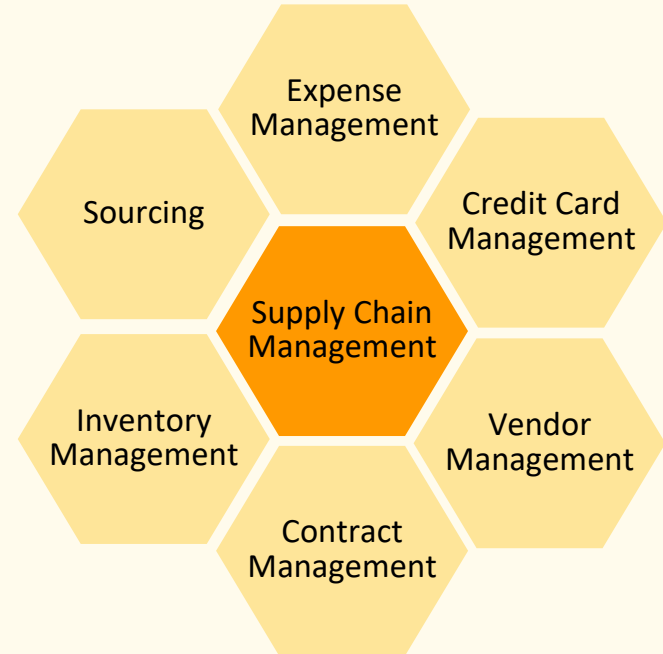 Expense
Management
Sourcing
Credit Card
Management
Supply Chain
Management
Inventory
Management
Vendor
Management
Contract
Management